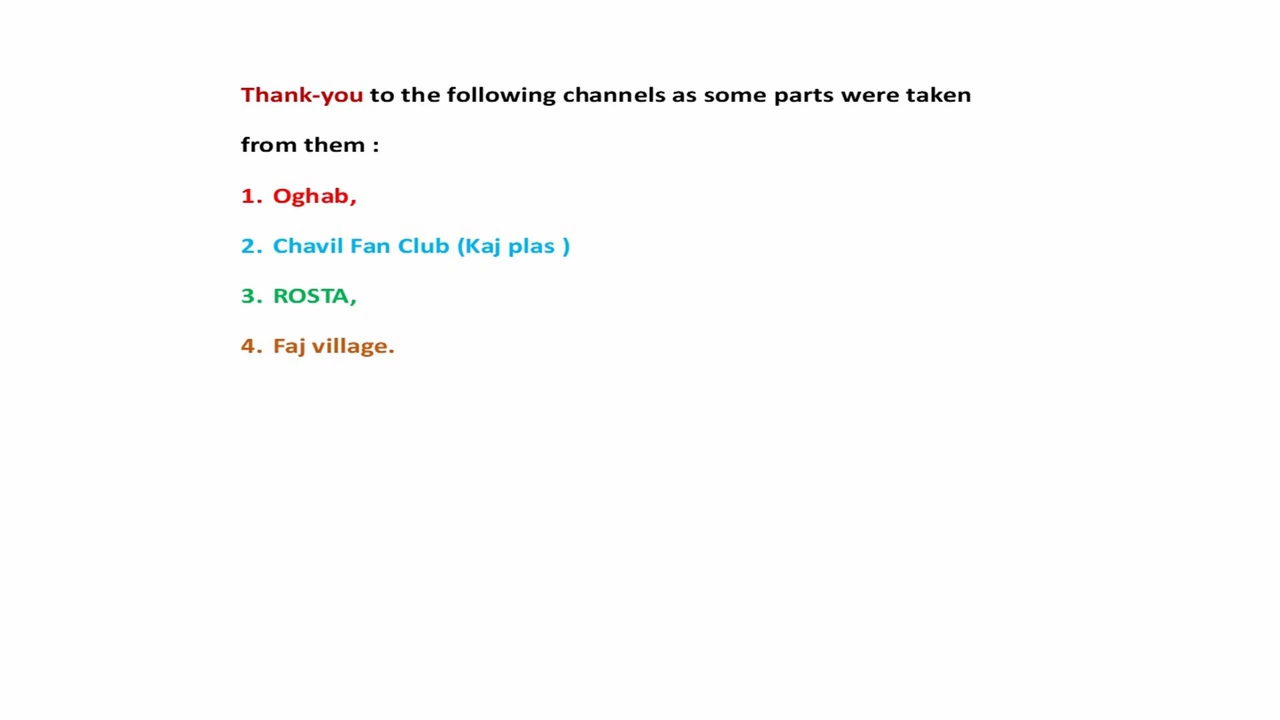 Thank-you to the following channels as some parts were taken
from them :
1. Oghab,
2. Chavil Fan Club (Kaj plas )
3. ROSTA,
4. Faj village.